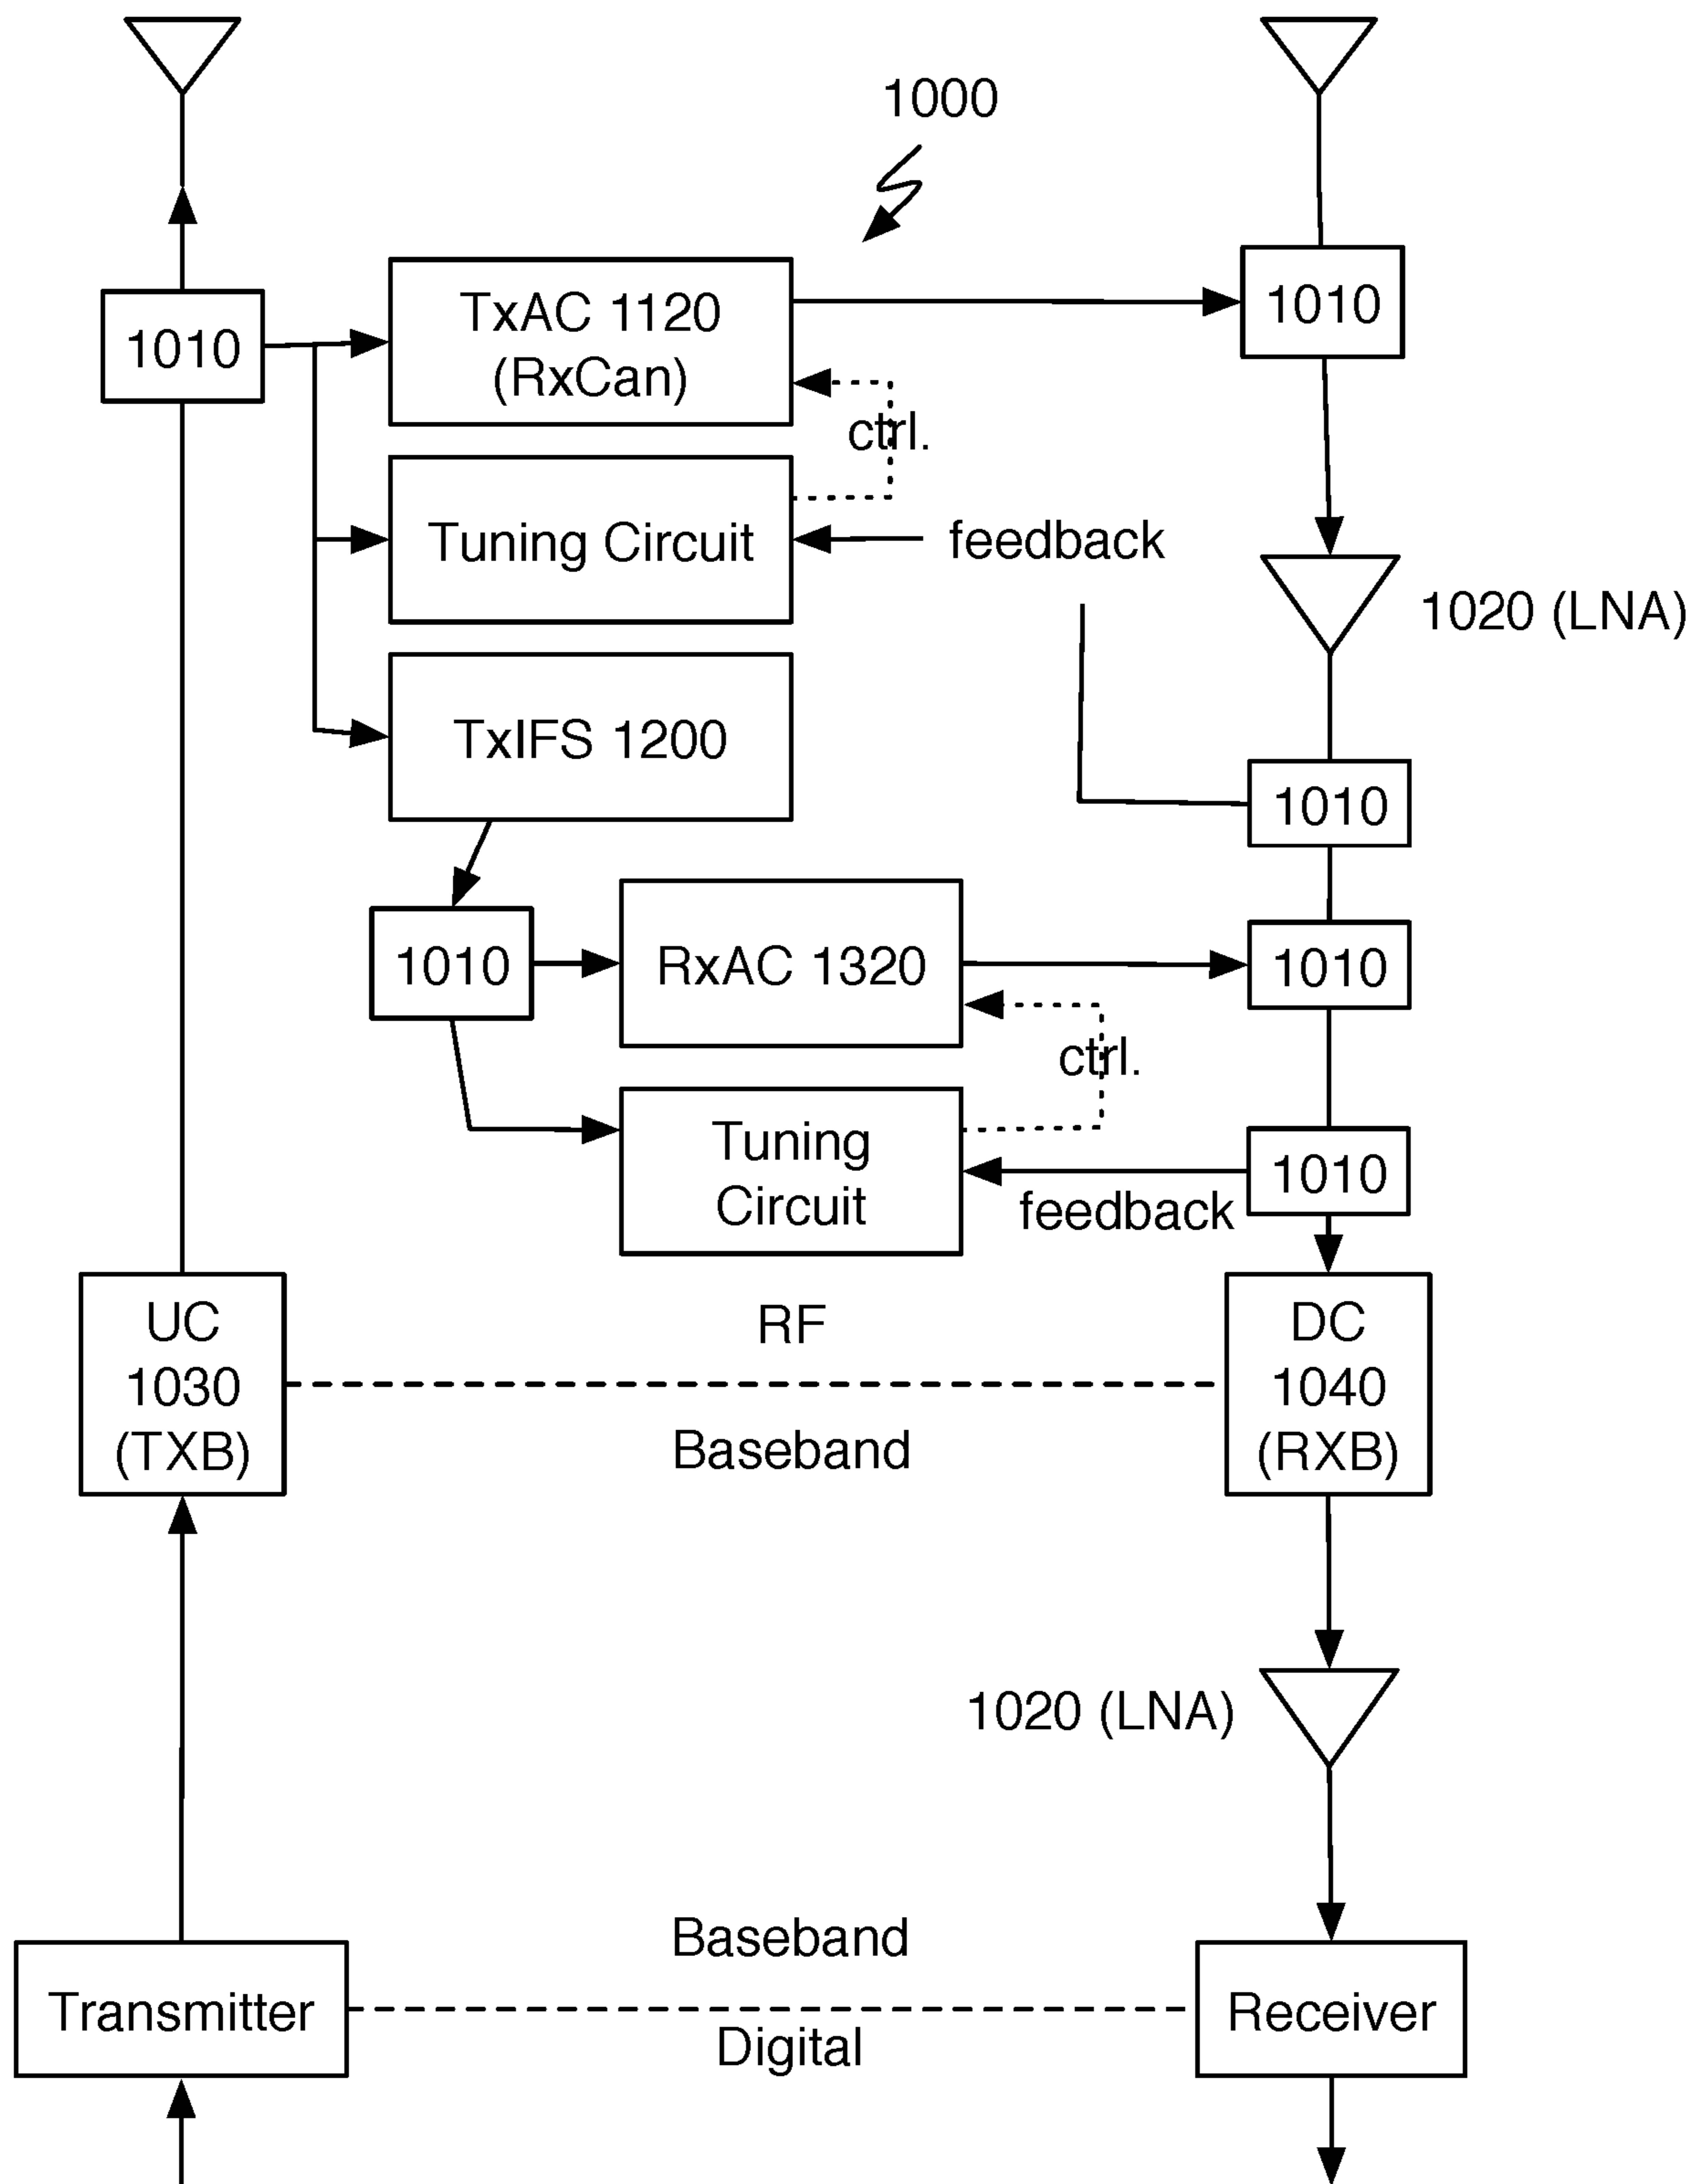 1000
1010
TxAC 1120
(RxCan)
1010
ctrl.
Tuning Circuit
feedback
1020 (LNA)
TxIFS 1200
1010
1010
RxAC 1320
1010
ctrl.
Tuning
Circuit
1010
feedback
UC
1030
(TXB)
RF
Baseband
DC
1040
(RXB)
1020 (LNA)
Baseband
Transmitter
Digital
Receiver